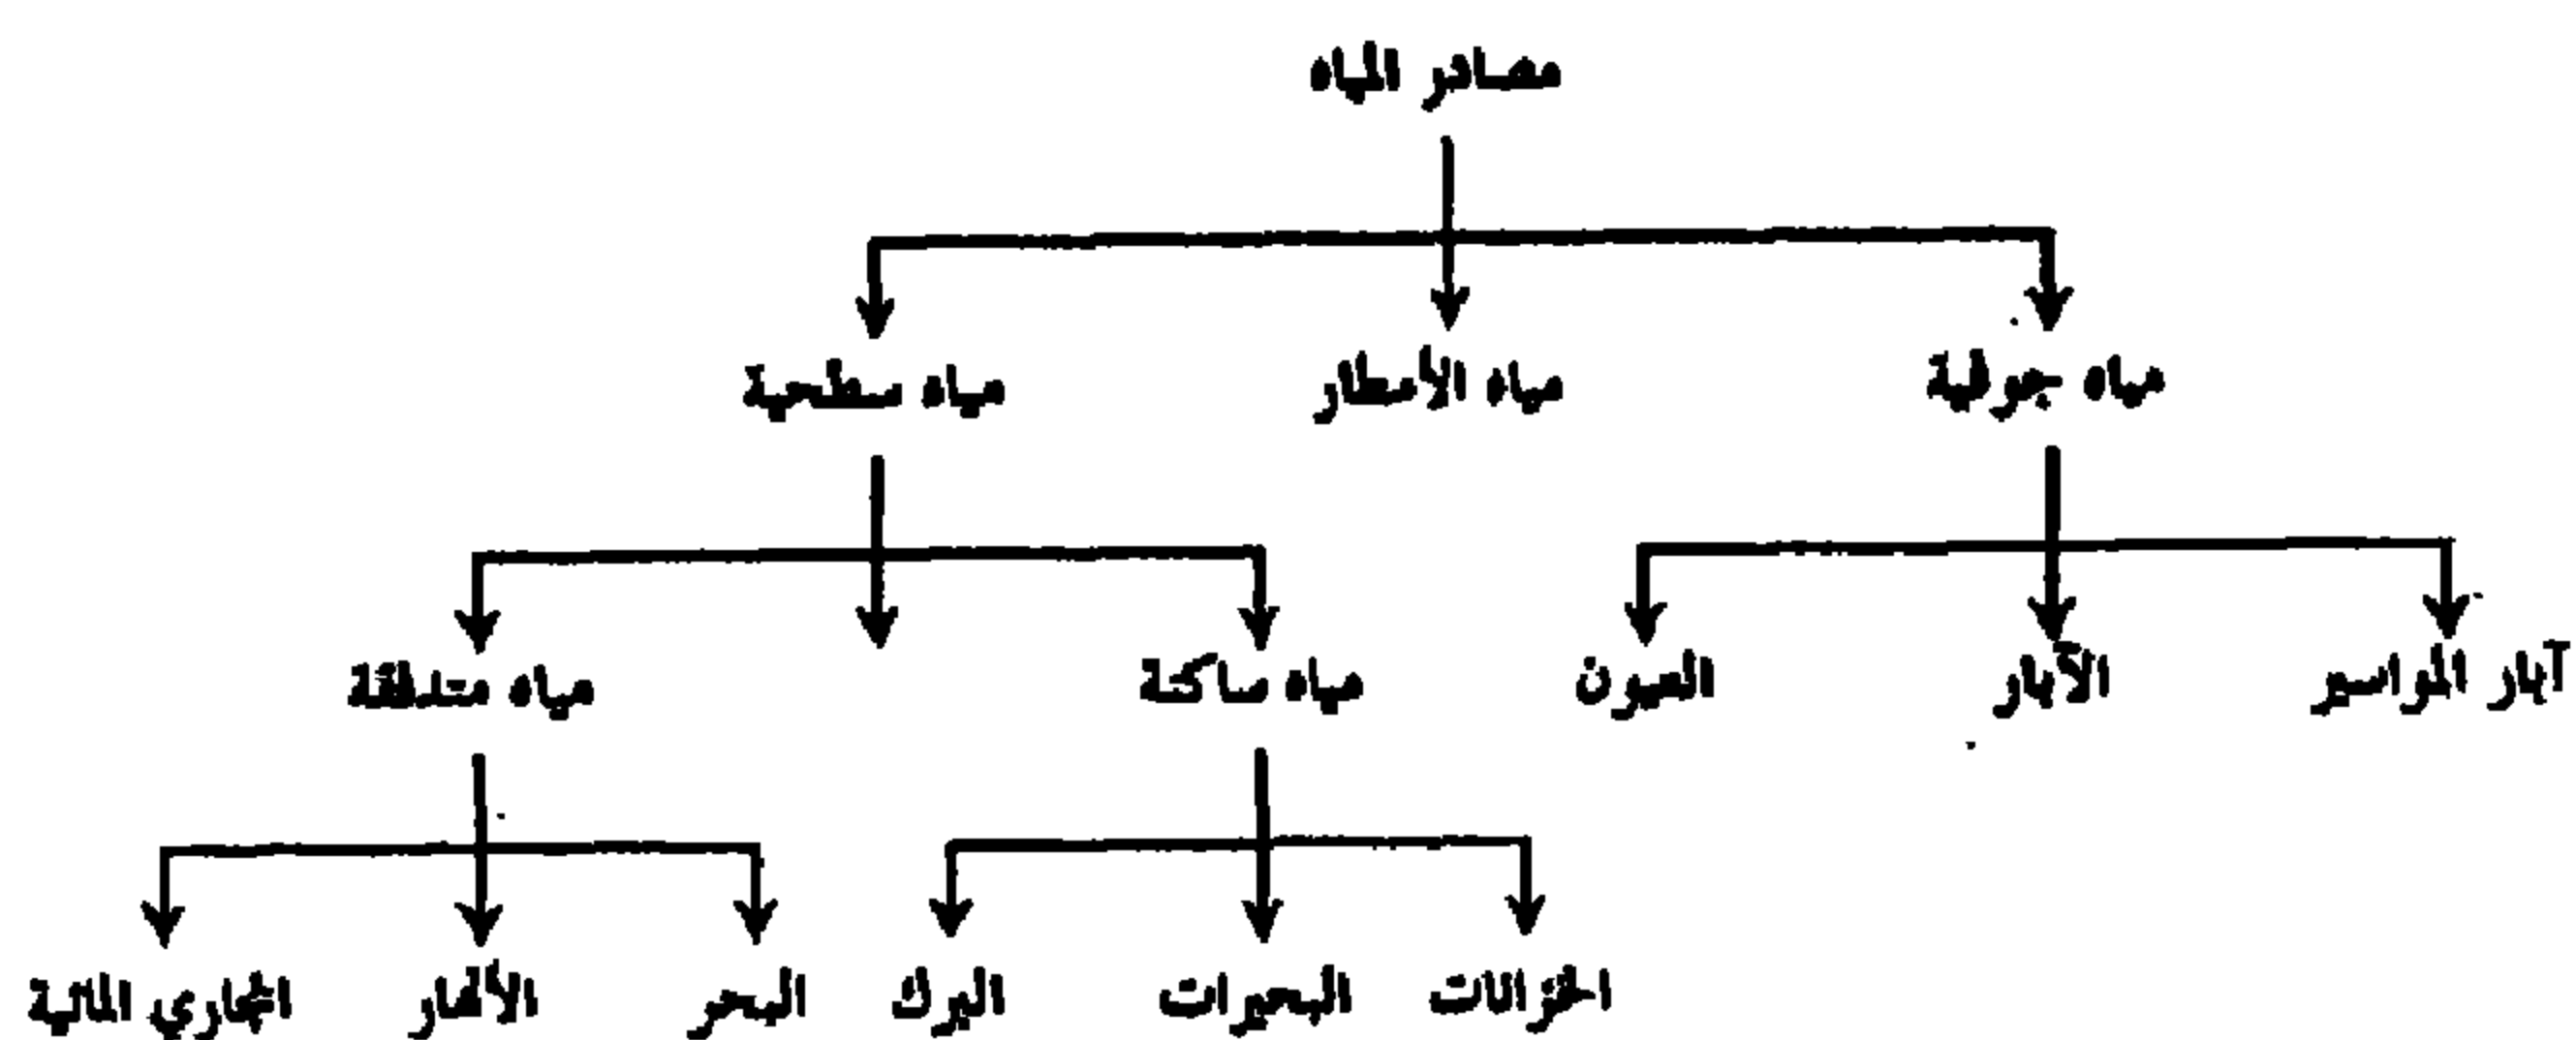 مصادر المياه
مياه جوفية مياه الأمطار مياه سطحية
آبار المواسير الآبار العيون مياه ساكنة مياه متدفقة
الخزانات البحيرات البرك البحر الأنهار المجاري المائية